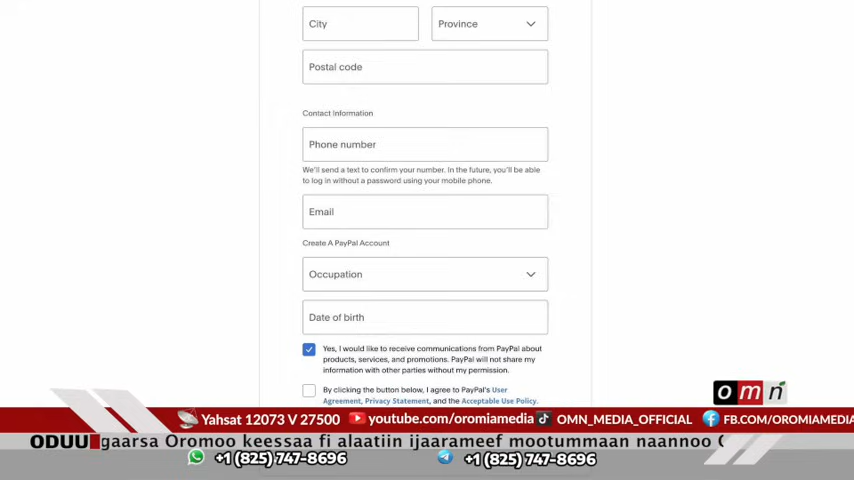 City
Province
Postal code
Contact Information
Phone number
We'll send a text to confirm your number. In the future, you'll be able
to log in without a password using your mobile phone.
Email
Create A PayPal Account
Occupation
Date of birth
Yes, I would like to receive communications from PayPal about
products, services, and promotions. PayPal will not share my
information with other parties without my permission.
By clicking the button below, I agree to PayPal's User
Agreement, Privacy Statement, and the Acceptable Use Policy.
omn
Yahsat 12073 V 27500 youtube.com/oromiamedia OMN_MEDIA_OFFICIAL FB.COM/OROMIAMEDIA
ODUU gaarsa Oromoo keessaa fi alaatiin ijaarameef mootummaan naannoo
+1 (825) 747-8696 +1 (825) 747-8696